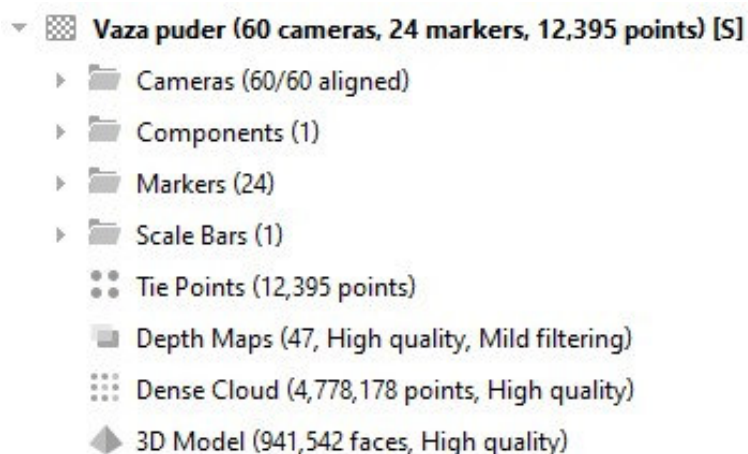 Vaza puder (60 cameras, 24 markers, 12,395 points) [S]
Cameras (60/60 aligned)
Components (1)
Markers (24)
Scale Bars (1)
Tie Points (12,395 points)
Depth Maps (47, High quality, Mild filtering)
Dense Cloud (4,778,178 points, High quality)
3D Model (941,542 faces, High quality)